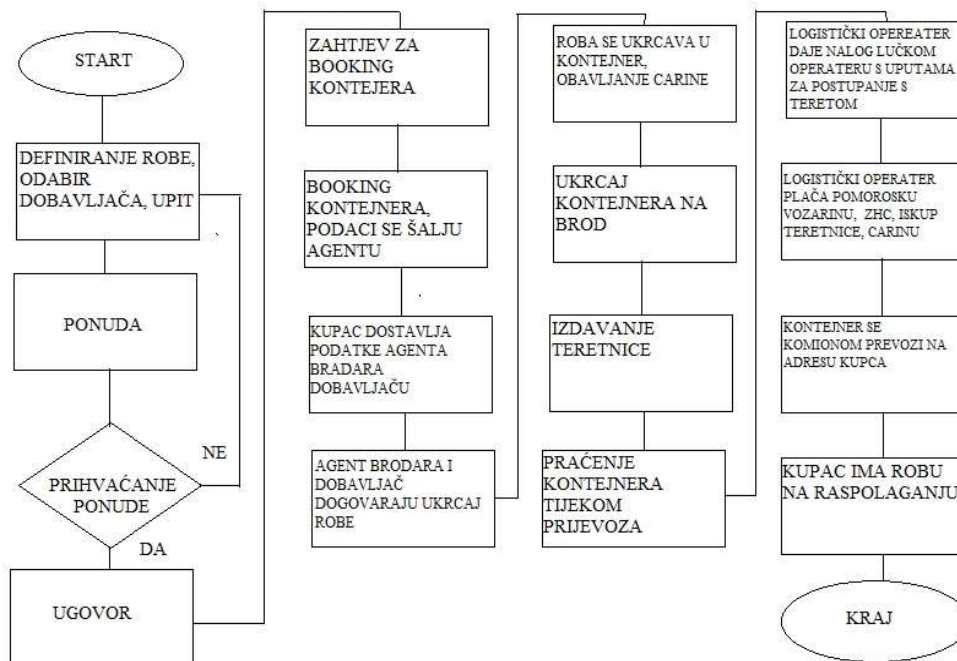 START
DEFINIRANJE ROBE,
ODABIR
DOBAVLJAČA, UPIT
PONUDA
PRIHVAĆANJE
PONUDE
NE
DA
UGOVOR
ZAHTJEV ZA
BOOKING
KONTEJERA
BOOKING
KONTEJNERA,
PODACI SE ŠALJU
AGENTU
KUPAC DOSTAVLJA
PODATKE AGENTA
BRADARA
DOBAVLJAČU
AGENT BRODARA I
DOBAVLJAČ
DOGOVARAJU UKRCAJ
ROBE
ROBA SE UKRCAVA U
KONTEJNER,
OBAVLJANJE CARINE
UKRCAJ
KONTEJNERA NA
BROD
IZDAVANJE
TERETNICE
PRAĆENJE
KONTEJNERA
TIJEKOM
PRIJEVOZA
LOGISTIČKI OPEREATER
DAJE NALOG LUČKOM
OPERATERU S UPUTAMA
ZA POSTUPANJE S
TERETOM
LOGISTIČKI OPERATER
PLAČA POMOROSKU
VOZARINU, ZHC, ISKUP
TERETNICE, CARINU
KONTEJNER SE
KOMIONOM PREVOZI NA
ADRESU KUPCA
KUPAC IMA ROBU
NA RASPOLAGANJU
KRAJ